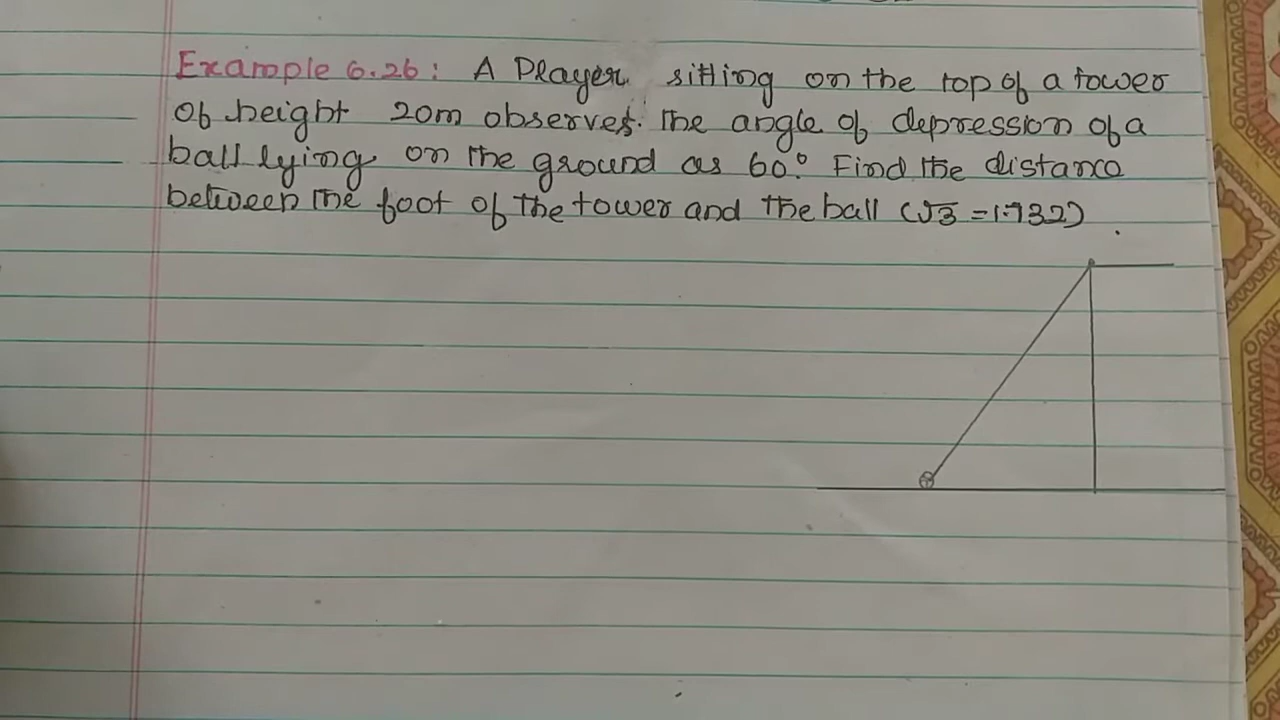 Example 6.26: A Player sitting on the top of a tower
of height 20m observes the angle of depression of a
ball lying on the ground as 60° Find the distance
between the foot of the tower and the ball (√3 = 1.732)